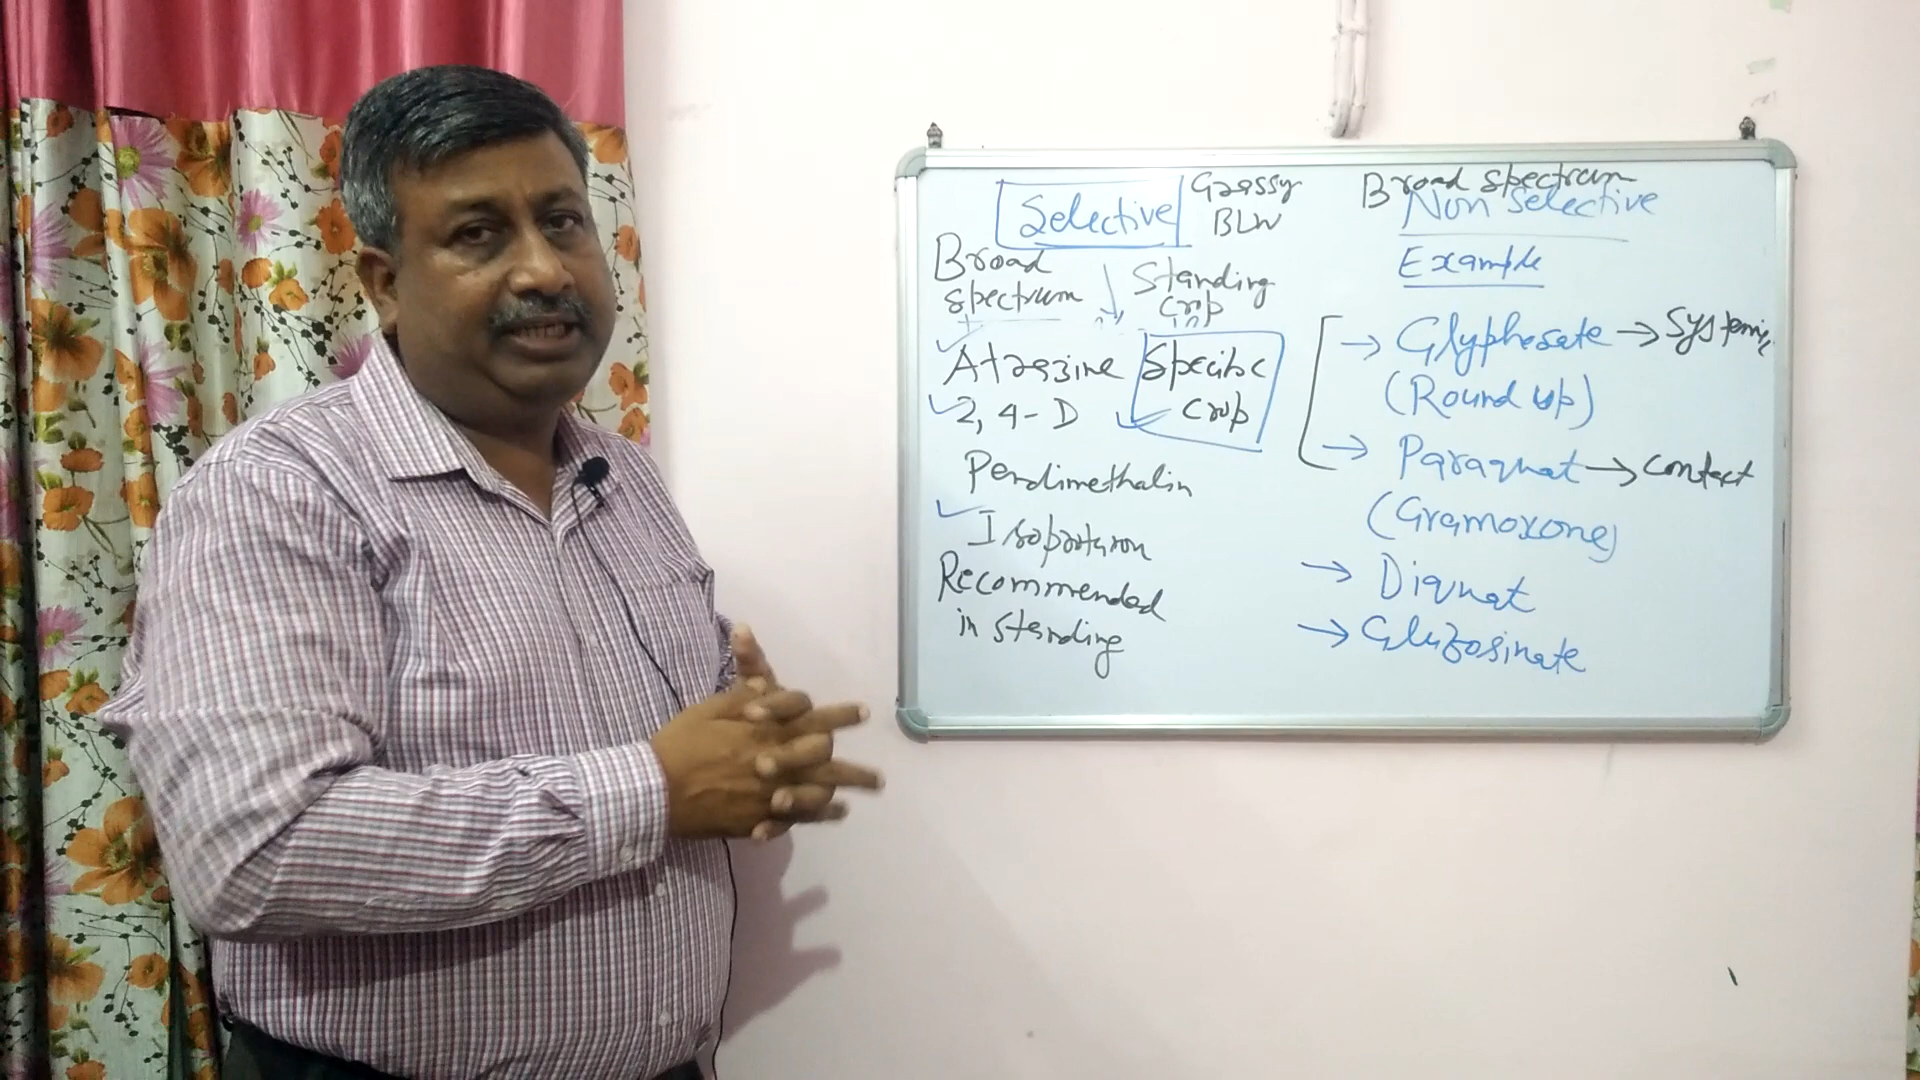 Selective
Grassy
BLW
Broad
spectrum
Standing
crop
Atrazine
2, 4-D
Specific
crop
Pendimethalin
Isoproturon
Recommended
in standing
Broad spectrum
Non Selective
Example
→ Glyphosate → Systemic
(Round up)
→ Paraquat → contact
(Gramoxone)
→ Diquat
→ Glufosinate